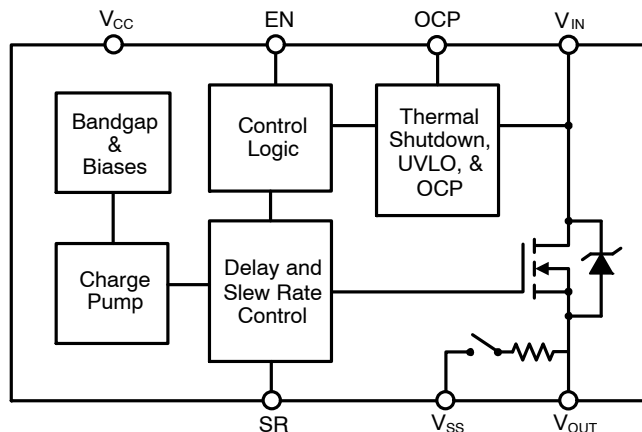 VCC EN OCP VIN
Bandgap
&
Biases
Control
Logic
Thermal
Shutdown,
UVLO, &
OCP
Charge
Pump
Delay and
Slew Rate
Control
SR VSS VOUT